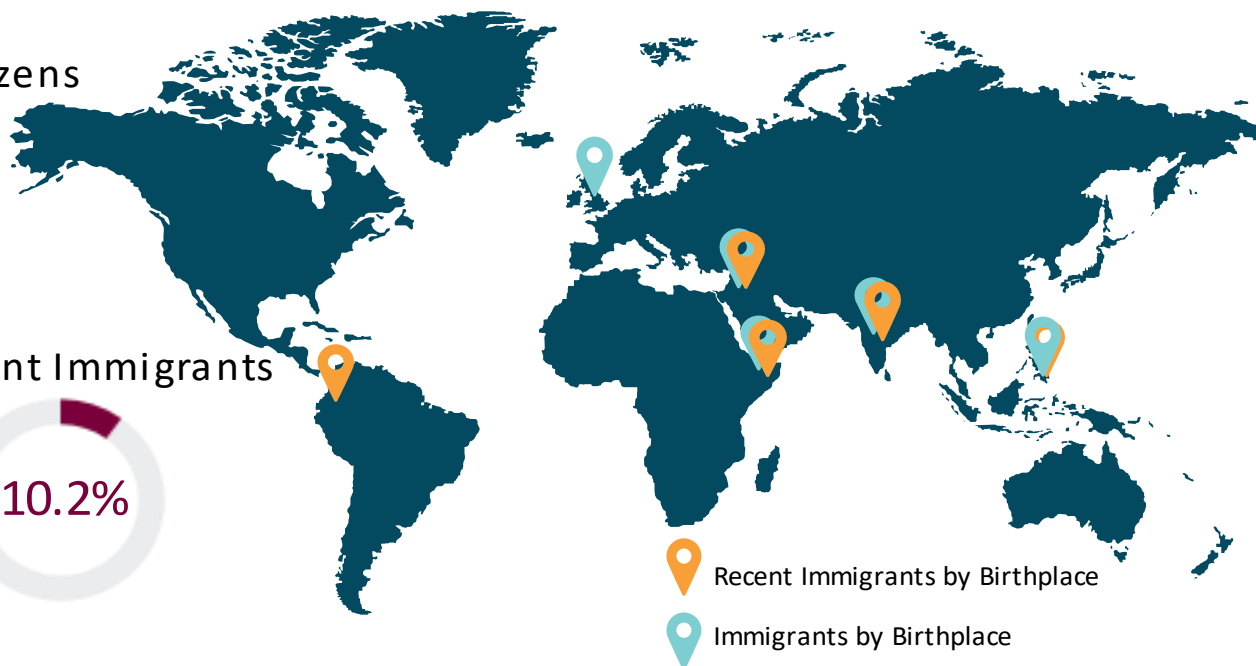 zens
nt Immigrants
10.2%
Recent Immigrants by Birthplace
Immigrants by Birthplace